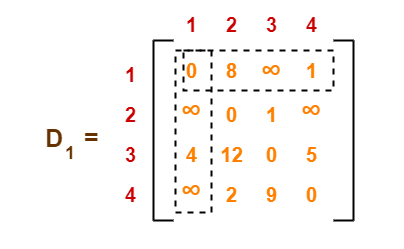 1 2 3 4
1 0 8 ∞ 1
2 ∞ 0 1 ∞
D1 =
3 4 12 0 5
4 ∞ 2 9 0